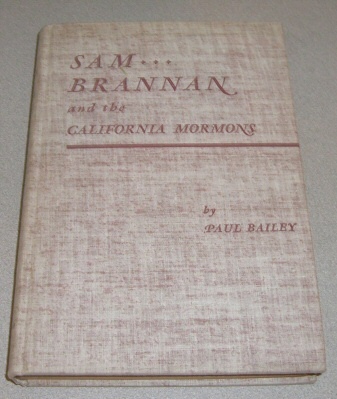 SAM...
BRANNAN
and the
CALIFORNIA MORMONS
by
PAUL BAILEY